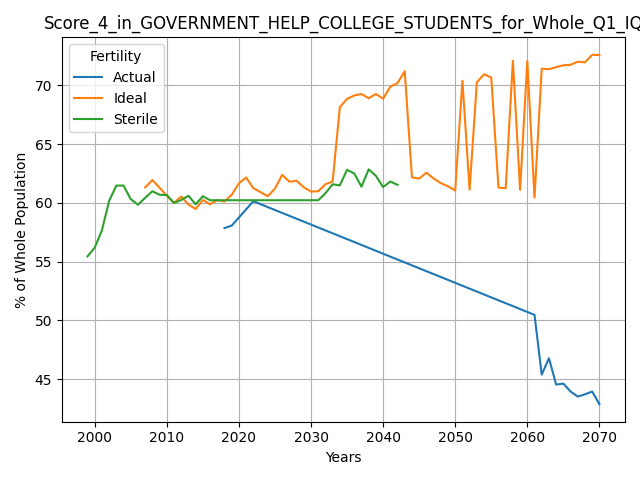 Score_4_in_GOVERNMENT_HELP_COLLEGE_STUDENTS_for_Whole_Q1_IQ
Fertility
Actual
Ideal
Sterile
% of Whole Population
70
65
60
55
50
45
2000 2010 2020 2030 2040 2050 2060 2070
Years